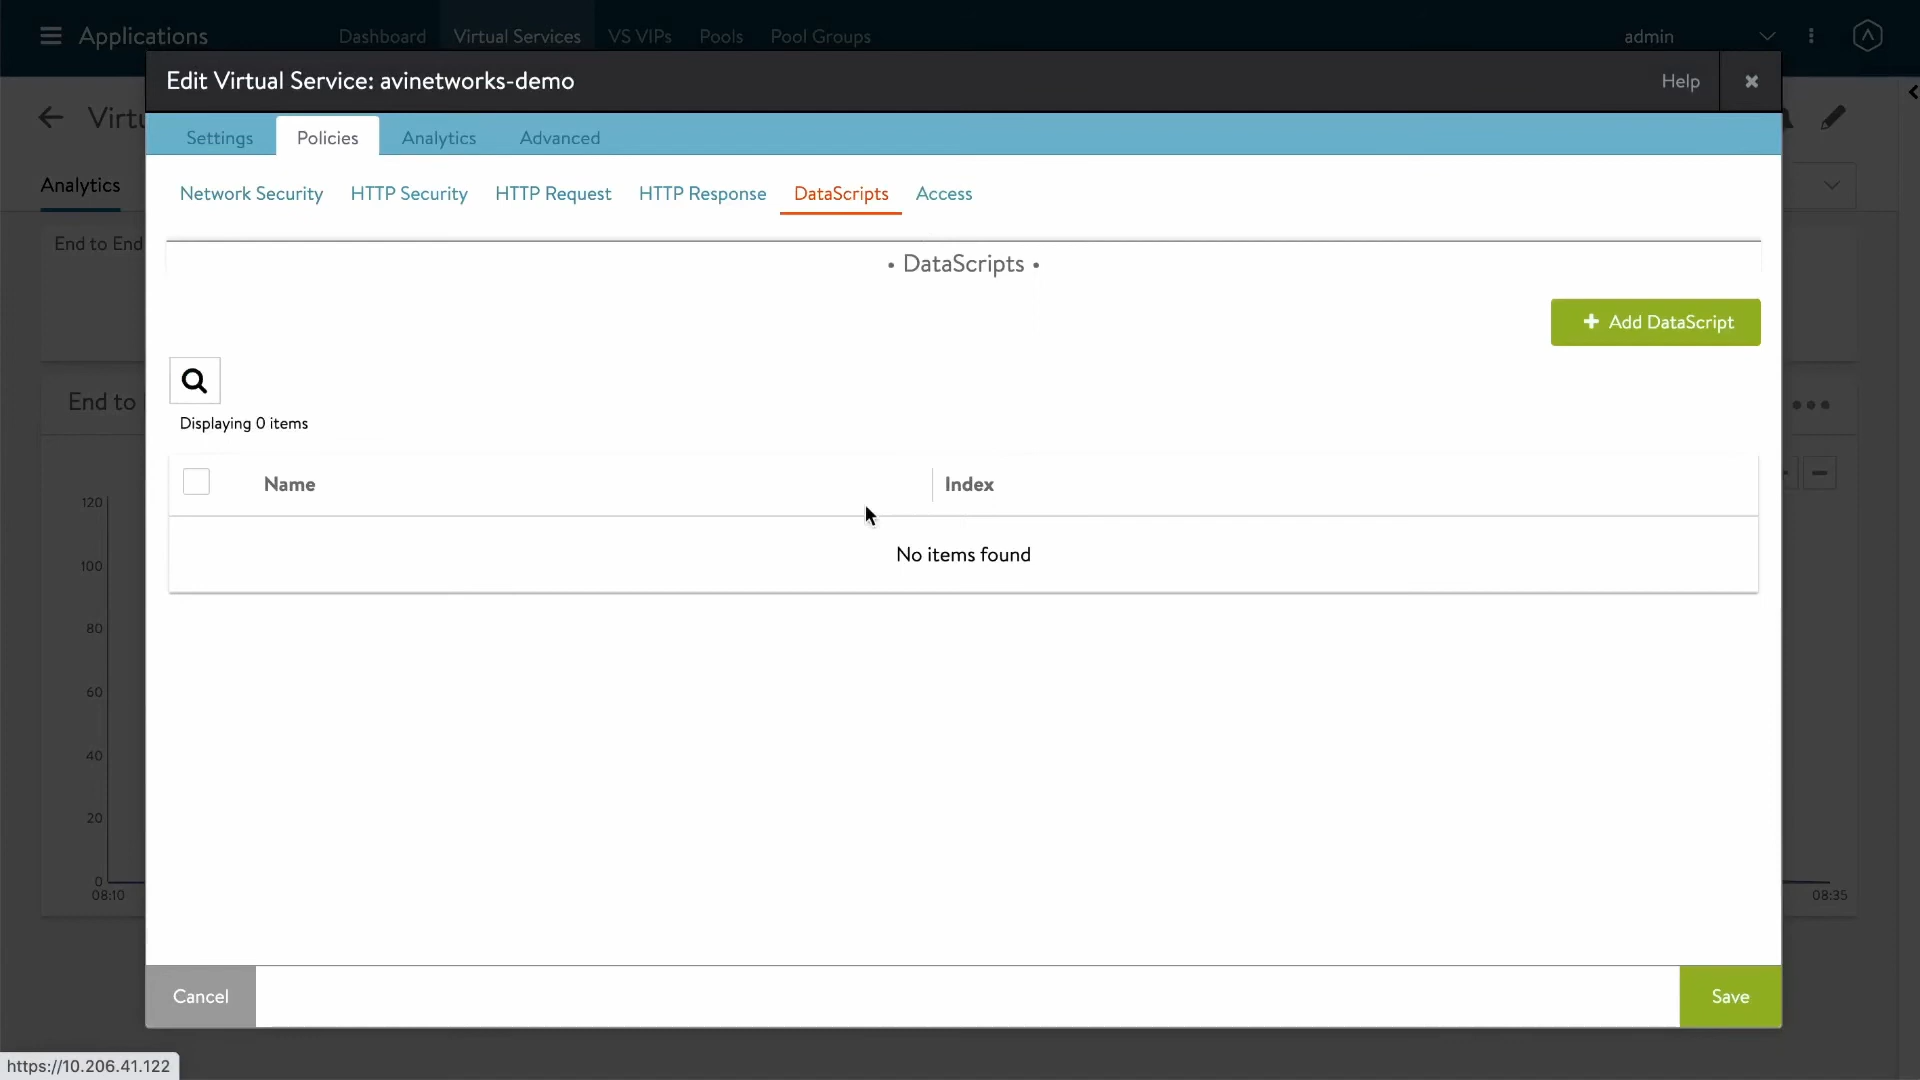 Applications
Dashboard
Virtual Services
VS VIPs
Pools
Pool Groups
admin
Edit Virtual Service: avinetworks-demo
Help
Settings
Policies
Analytics
Advanced
Analytics
Network Security
HTTP Security
HTTP Request
HTTP Response
DataScripts
Access
End to End
• DataScripts •
Add DataScript
Displaying 0 items
End to
Name
Index
No items found
120
100
80
60
40
20
0
08:10
08:35
Cancel
Save
https://10.206.41.122